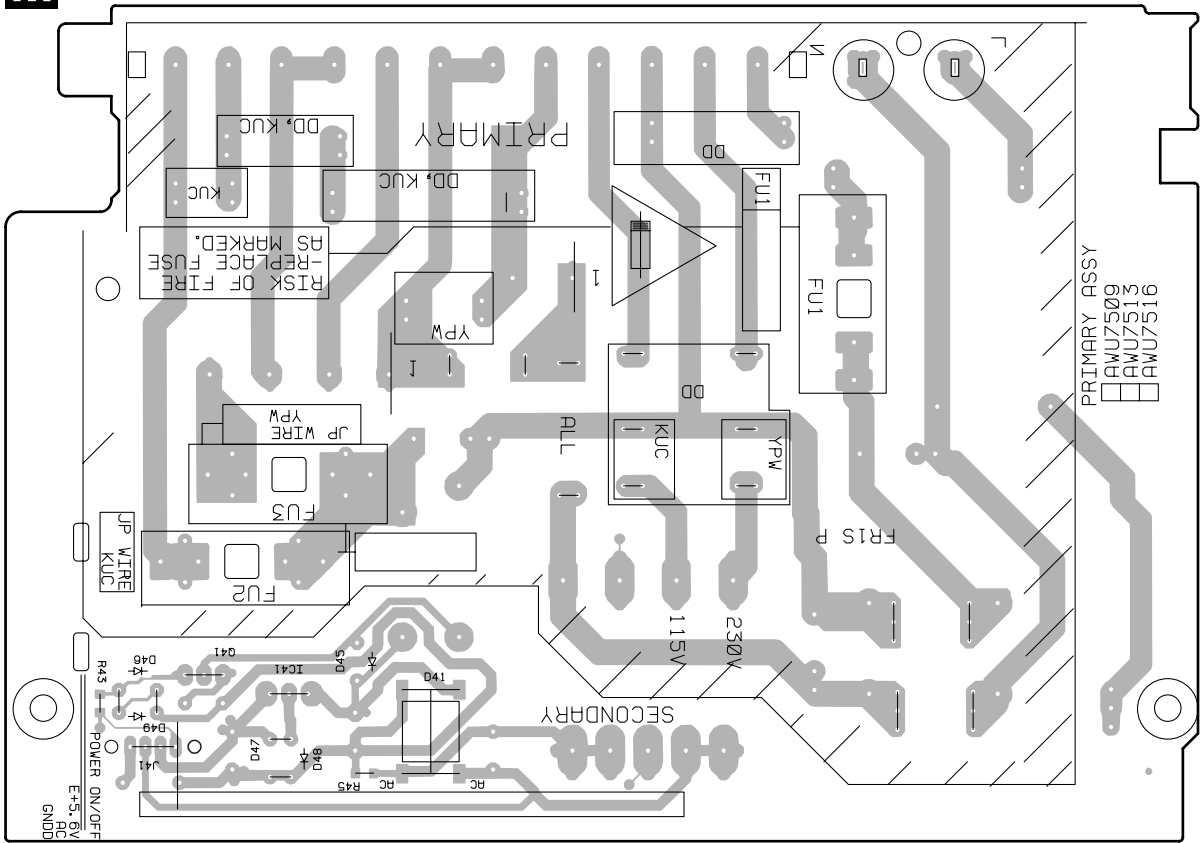 N
L
DD, KUC
PRIMARY
DD
KUC
DD, KUC
FU1
RISK OF FIRE
-REPLACE FUSE
AS MARKED.
1
FU1
YPW
1
PRIMARY ASSY
AWU7509
AWU7513
AWU7516
DD
JP WIRE
YPW
ALL
KUC
YPW
FU3
JP WIRE
KUC
FR1S P
FU2
115V
230V
R43
D46
Q41
IC41
D45
D41
D49
SECONDARY
J41
D47
D48
R45
AC
AC
POWER ON/OFF
E+5.6V
AC
GNDD